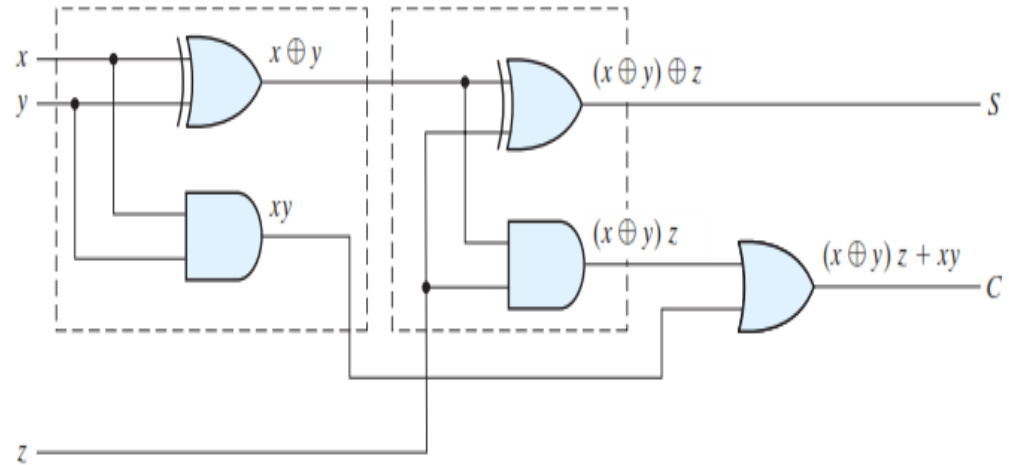 x
y
x ⊕ y
(x ⊕ y) ⊕ z
S
xy
(x ⊕ y) z
(x ⊕ y) z + xy
C
z